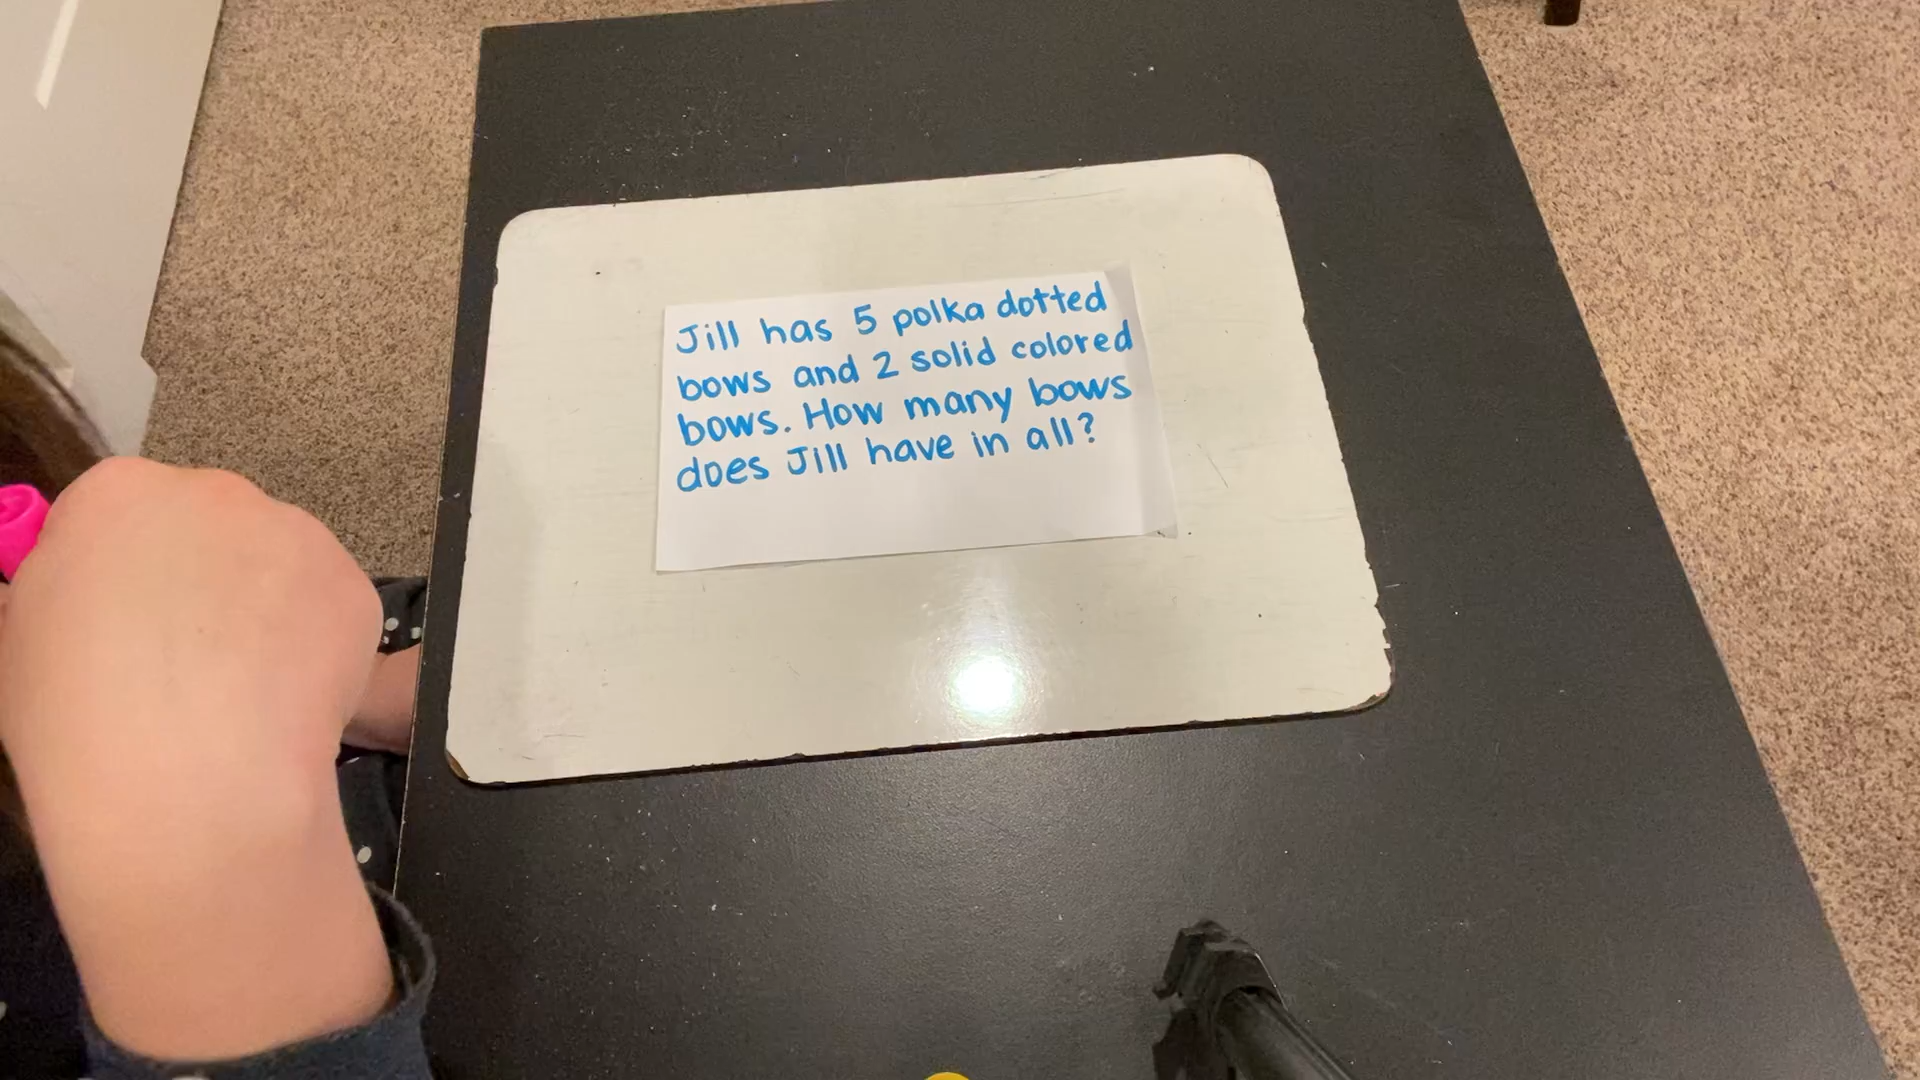 Jill has 5 polka dotted
bows and 2 solid colored
bows. How many bows
does Jill have in all?